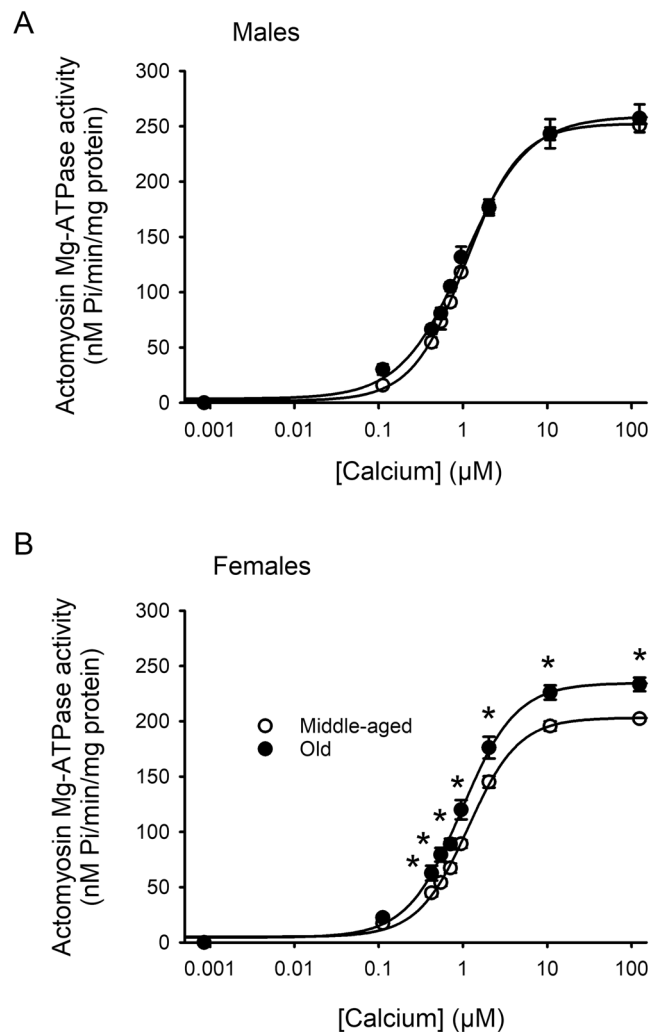 A
Males
Actomyosin Mg-ATPase activity
(nM Pi/min/mg protein)
300
250
200
150
100
50
0
0.001 0.01 0.1 1 10 100
[Calcium] (µM)
B
Females
Actomyosin Mg-ATPase activity
(nM Pi/min/mg protein)
300
250
200
150
100
50
0
* * * * * * *
Middle-aged
Old
0.001 0.01 0.1 1 10 100
[Calcium] (µM)